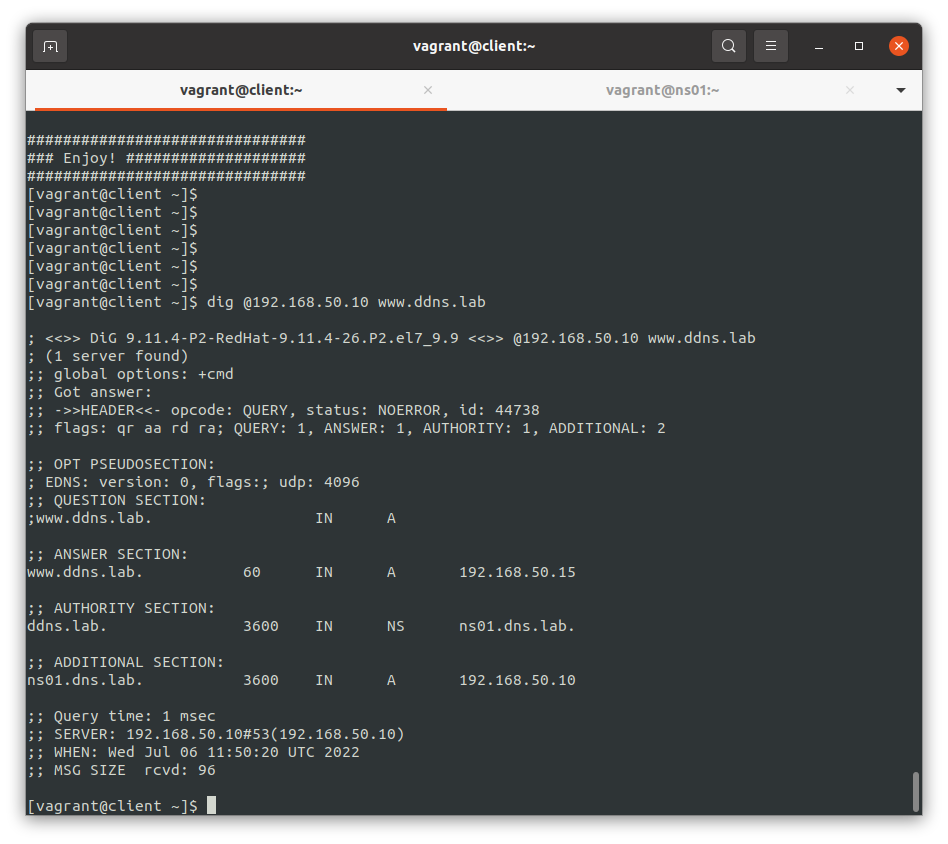 vagrant@client:~
vagrant@client:~ vagrant@ns01:~
###############################
### Enjoy! ####################
###############################
[vagrant@client ~]$
[vagrant@client ~]$
[vagrant@client ~]$
[vagrant@client ~]$
[vagrant@client ~]$
[vagrant@client ~]$
[vagrant@client ~]$ dig @192.168.50.10 www.ddns.lab
; <<>> DiG 9.11.4-P2-RedHat-9.11.4-26.P2.el7_9.9 <<>> @192.168.50.10 www.ddns.lab
; (1 server found)
;; global options: +cmd
;; Got answer:
;; ->>HEADER<<- opcode: QUERY, status: NOERROR, id: 44738
;; flags: qr aa rd ra; QUERY: 1, ANSWER: 1, AUTHORITY: 1, ADDITIONAL: 2
;; OPT PSEUDOSECTION:
; EDNS: version: 0, flags:; udp: 4096
;; QUESTION SECTION:
;www.ddns.lab. IN A
;; ANSWER SECTION:
www.ddns.lab. 60 IN A 192.168.50.15
;; AUTHORITY SECTION:
ddns.lab. 3600 IN NS ns01.dns.lab.
;; ADDITIONAL SECTION:
ns01.dns.lab. 3600 IN A 192.168.50.10
;; Query time: 1 msec
;; SERVER: 192.168.50.10#53(192.168.50.10)
;; WHEN: Wed Jul 06 11:50:20 UTC 2022
;; MSG SIZE  rcvd: 96
[vagrant@client ~]$